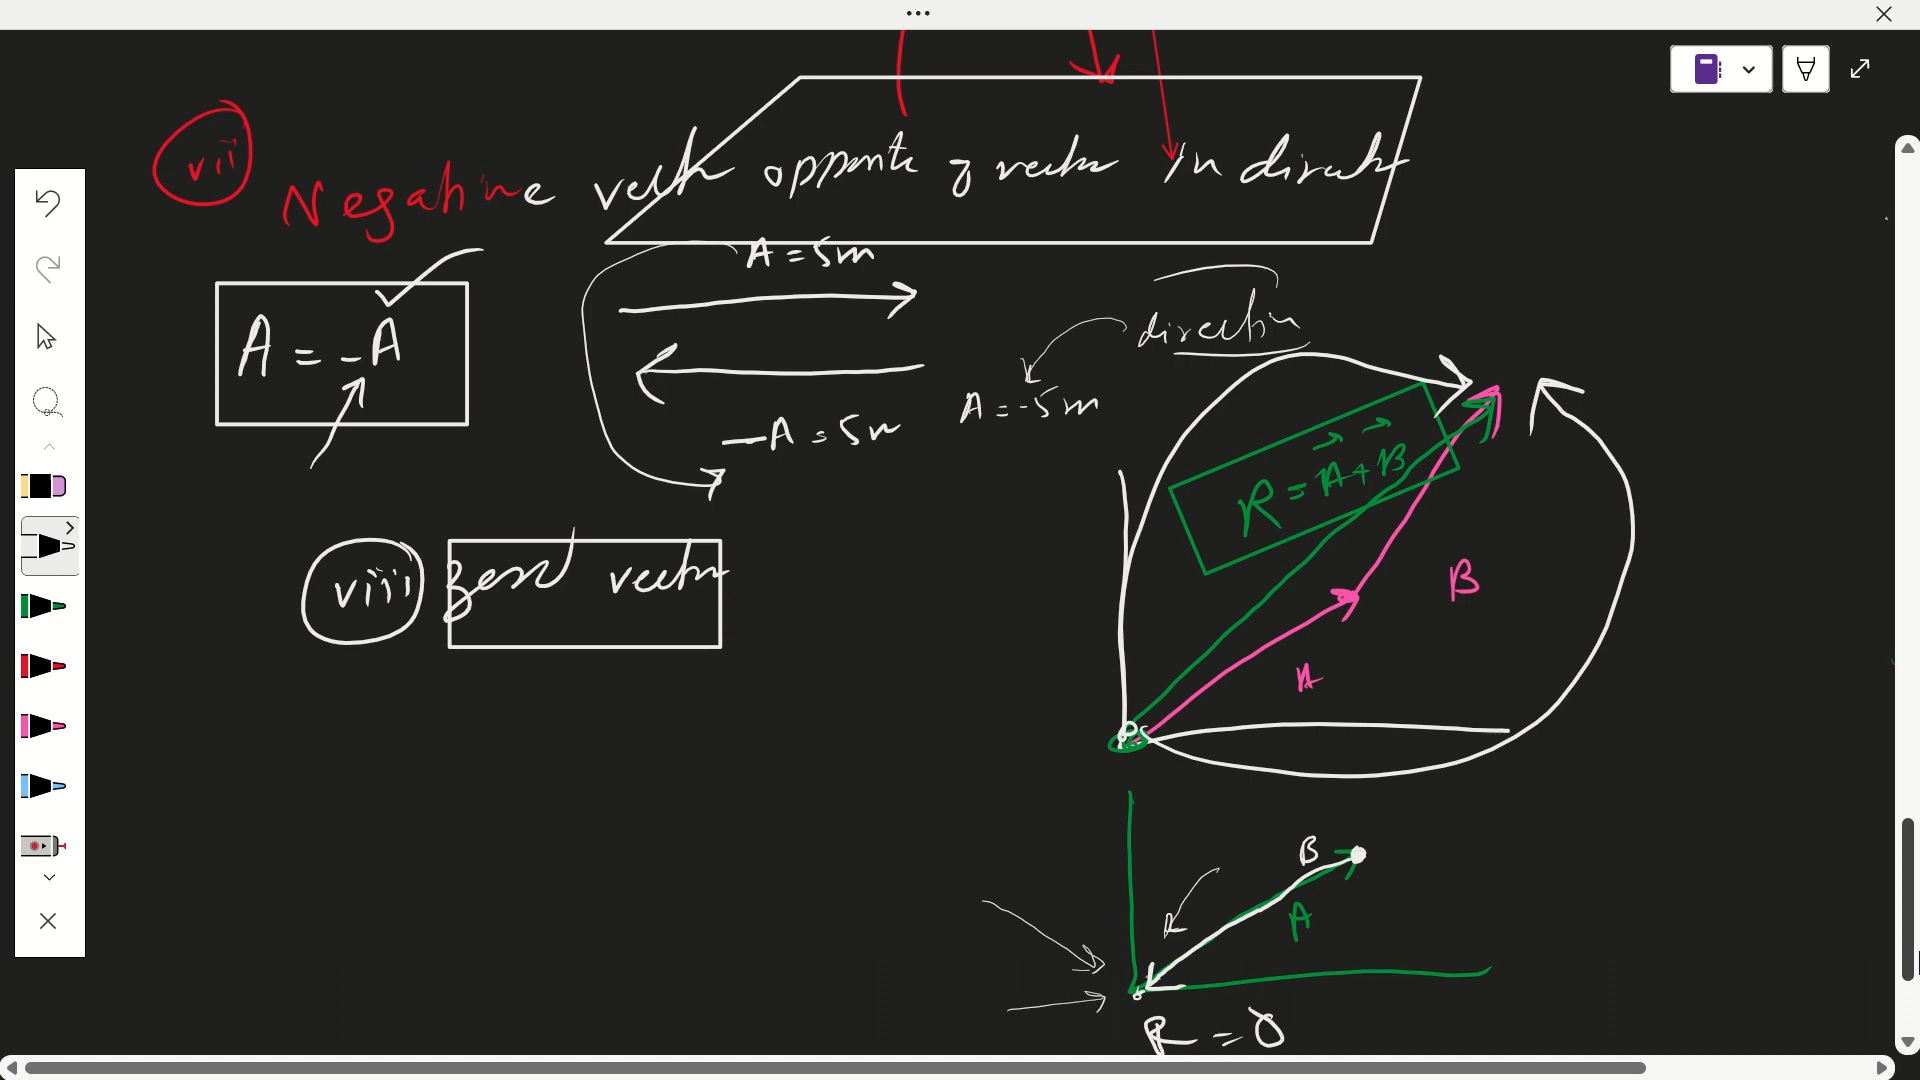 vii Negative vector opposite of vector in direction
A = 5m
A = -A
direction
A = -5m
-A = 5m
R = A + B
viii Zero vector
B
A
B
A
R
R = 0